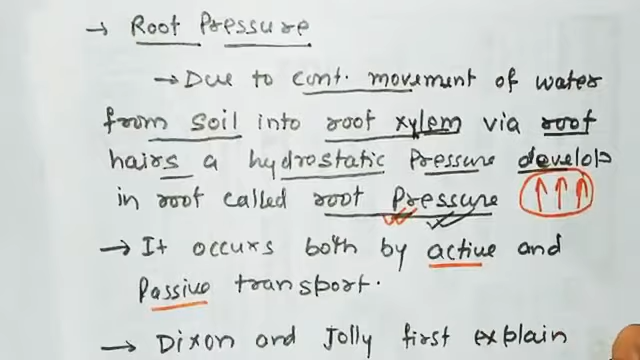 → Root Pressure
→ Due to cont. movement of water
from soil into root xylem via root
hairs a hydrostatic Pressure develop
in root called root Pressure
→ It occurs both by active and
Passive transport.
→ Dixon and Jolly first explain